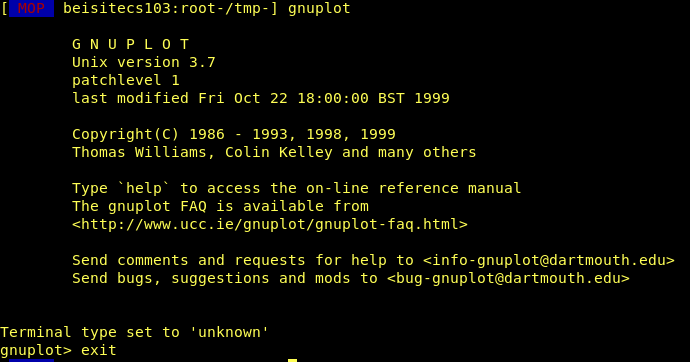 [ MOP beisitecs103:root-/tmp-] gnuplot
G N U P L O T
Unix version 3.7
patchlevel 1
last modified Fri Oct 22 18:00:00 BST 1999
Copyright(C) 1986 - 1993, 1998, 1999
Thomas Williams, Colin Kelley and many others
Type `help` to access the on-line reference manual
The gnuplot FAQ is available from
<http://www.ucc.ie/gnuplot/gnuplot-faq.html>
Send comments and requests for help to <info-gnuplot@dartmouth.edu>
Send bugs, suggestions and mods to <bug-gnuplot@dartmouth.edu>
Terminal type set to 'unknown'
gnuplot> exit